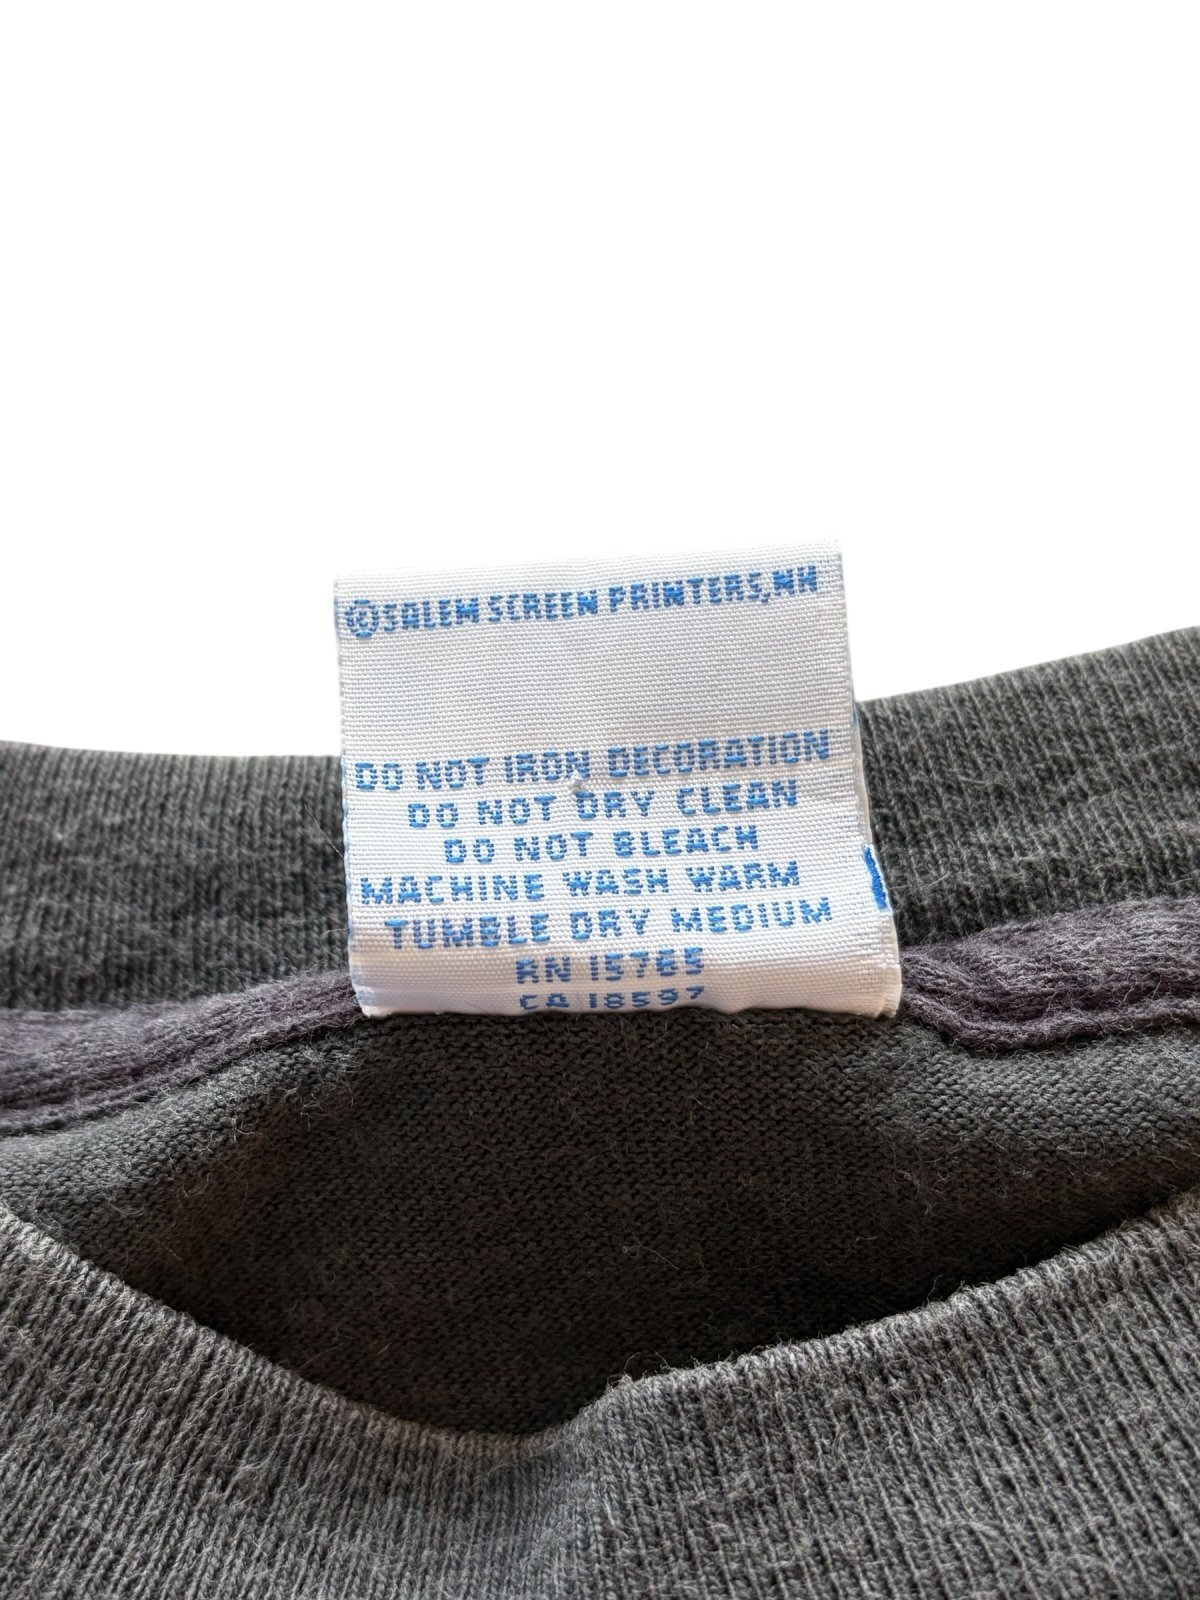 ©SALEM SCREEN PRINTERS, NH
DO NOT IRON DECORATION
DO NOT DRY CLEAN
DO NOT BLEACH
MACHINE WASH WARM
TUMBLE DRY MEDIUM
RN 15765
CA 18597